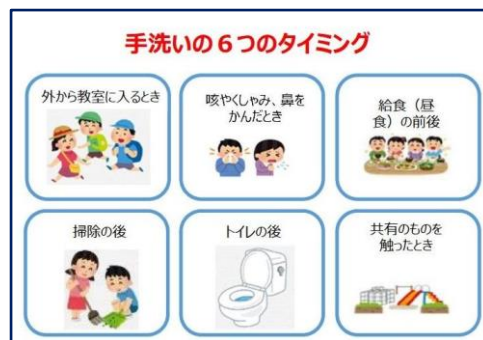 手洗いの６つのタイミング
外から教室に入るとき
咳やくしゃみ、鼻を
かんだとき
給食（昼
食）の前後
掃除の後
トイレの後
共有のものを
触ったとき